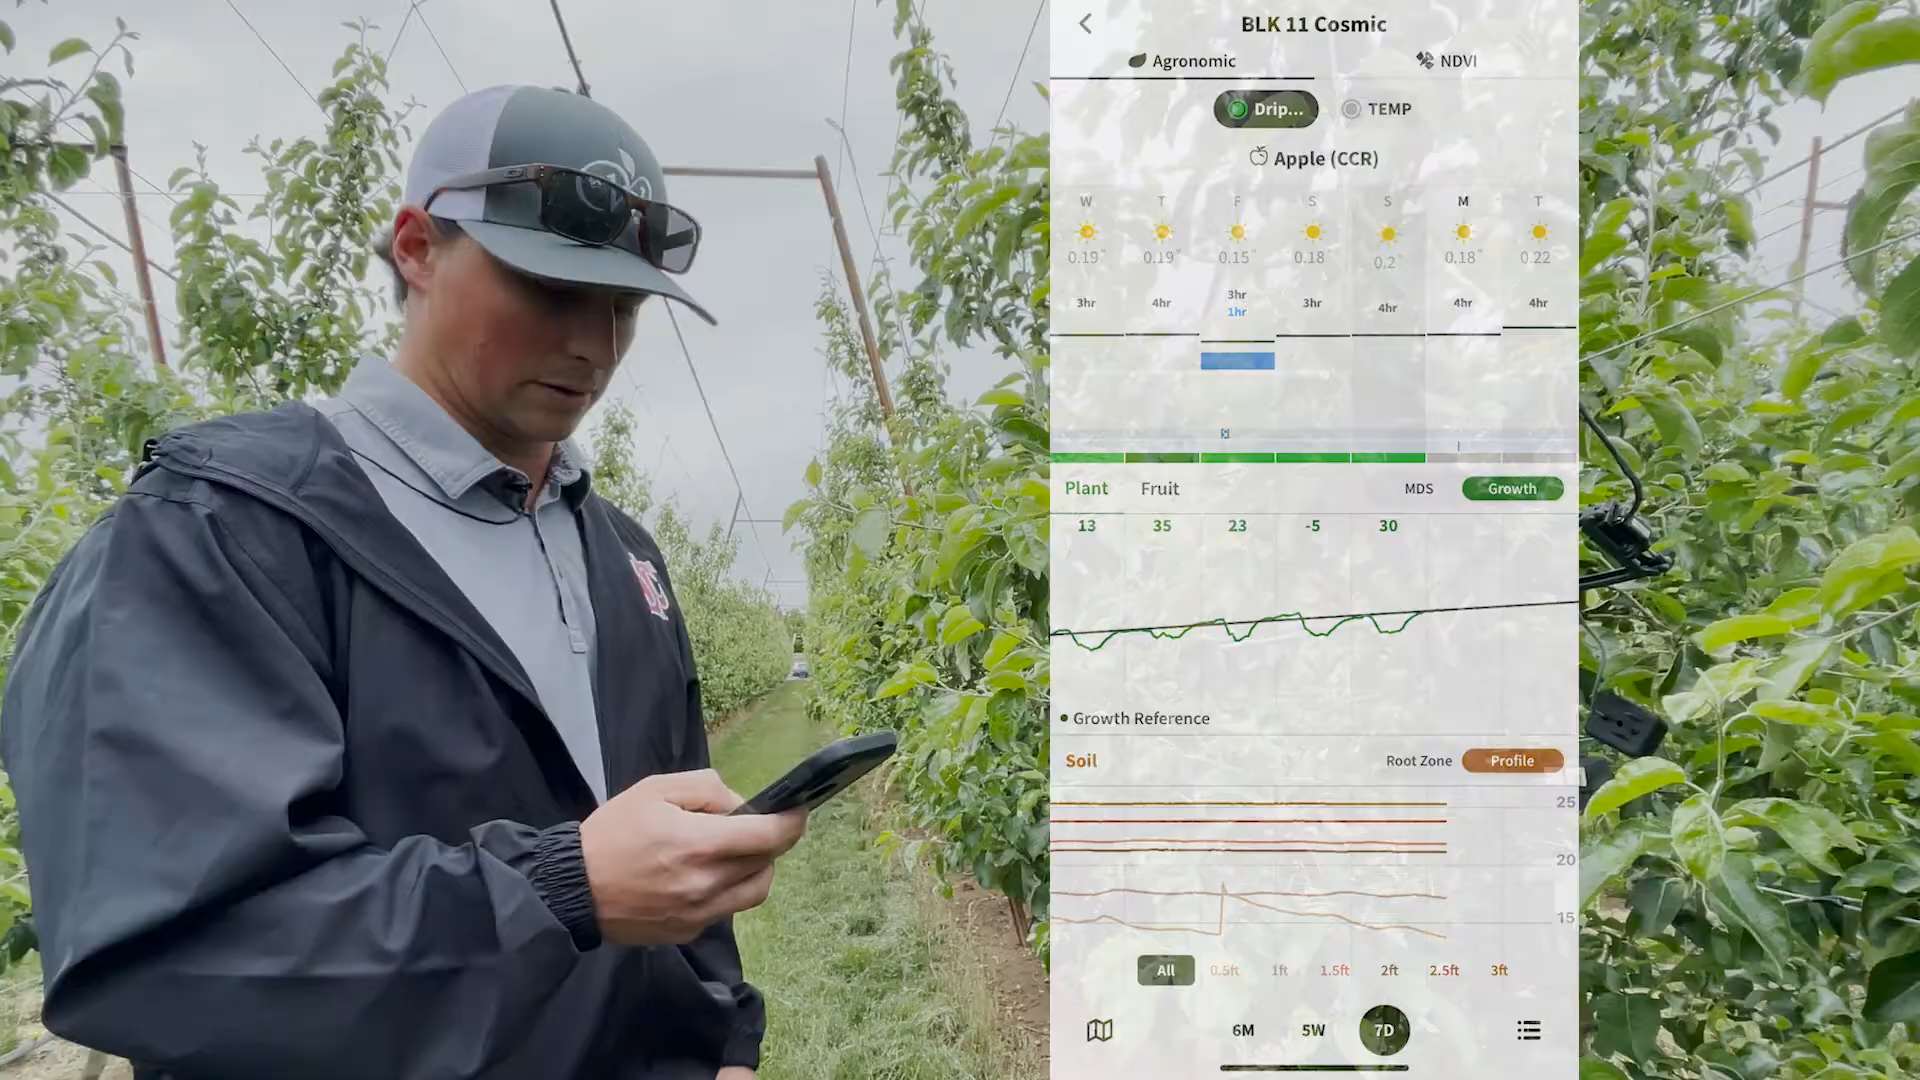 BLK 11 Cosmic
Agronomic NDVI
Drip... TEMP
Apple (CCR)
W T F S S M T
0.19" 0.19" 0.15" 0.18" 0.2" 0.18" 0.22
3hr 4hr 3hr 3hr 4hr 4hr 4hr
1hr
Plant Fruit MDS Growth
13 35 23 -5 30
Growth Reference
Soil Root Zone Profile
25
20
15
All 0.5ft 1ft 1.5ft 2ft 2.5ft 3ft
6M 5W 7D